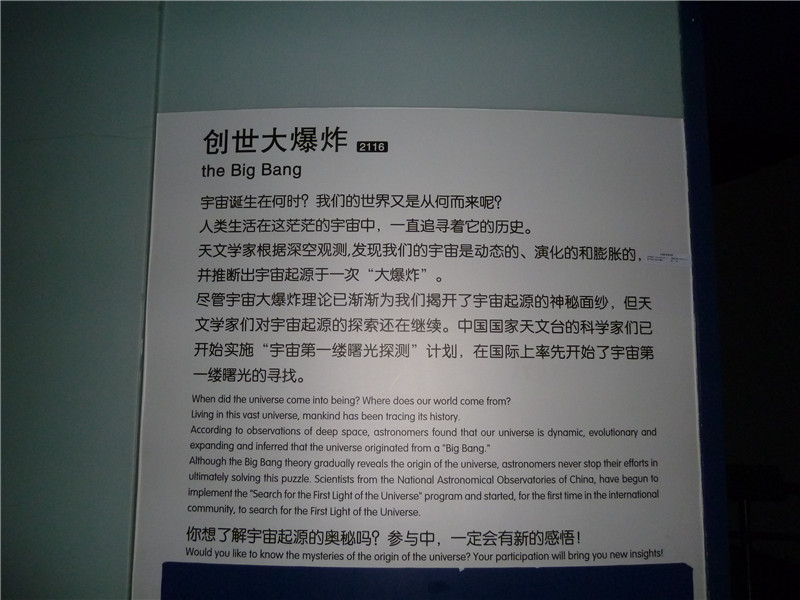 创世大爆炸 2116
the Big Bang
宇宙诞生在何时？我们的世界又是从何而来呢？
人类生活在这茫茫的宇宙中，一直追寻着它的历史。
天文学家根据深空观测,发现我们的宇宙是动态的、演化的和膨胀的，
并推断出宇宙起源于一次“大爆炸”。
尽管宇宙大爆炸理论已渐渐为我们揭开了宇宙起源的神秘面纱，但天
文学家们对宇宙起源的探索还在继续。中国国家天文台的科学家们已
开始实施“宇宙第一缕曙光探测”计划，在国际上率先开始了宇宙第
一缕曙光的寻找。
When did the universe come into being? Where does our world come from?
Living in this vast universe, mankind has been tracing its history.
According to observations of deep space, astronomers found that our universe is dynamic, evolutionary and
expanding and inferred that the universe originated from a "Big Bang."
Although the Big Bang theory gradually reveals the origin of the universe, astronomers never stop their efforts in
ultimately solving this puzzle. Scientists from the National Astronomical Observatories of China, have begun to
implement the "Search for the First Light of the Universe" program and started, for the first time in the international
community, to search for the First Light of the Universe.
你想了解宇宙起源的奥秘吗？参与中，一定会有新的感悟！
Would you like to know the mysteries of the origin of the universe? Your participation will bring you new insights!